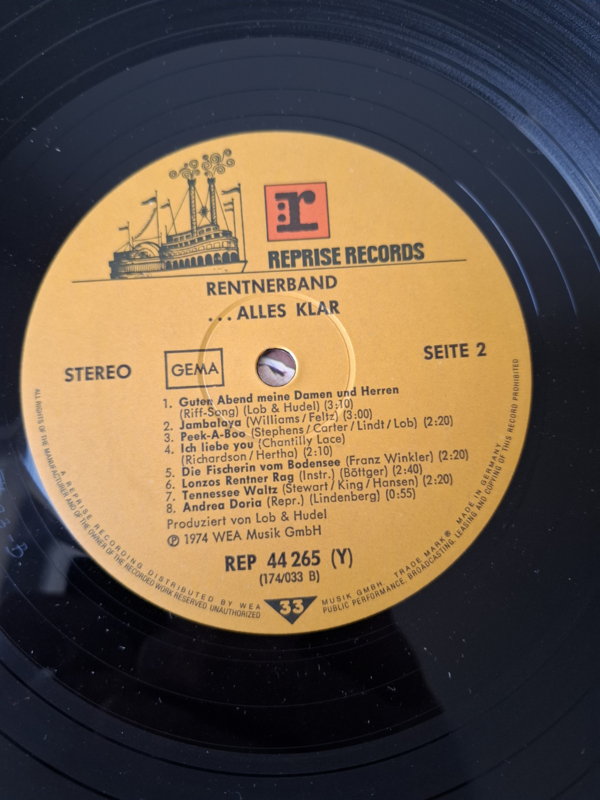 r
REPRISE RECORDS
RENTNERBAND
...ALLES KLAR
STEREO
GEMA
SEITE 2
1. Guten Abend meine Damen und Herren
(Riff-Song) (Lob & Hudel) (3:10)
2. Jambalaya (Williams/Feltz) (3:00)
3. Peek-A-Boo (Stephens/Carter/Lindt/Lob) (2:20)
4. Ich liebe you (Chantilly Lace)
(Richardson/Hertha) (2:10)
5. Die Fischerin vom Bodensee (Franz Winkler) (2:20)
6. Lonzos Rentner Rag (Instr.) (Böttger) (2:40)
7. Tennessee Waltz (Stewart/King/Hansen) (2:20)
8. Andrea Doria (Repr.) (Lindenberg) (0:55)
Produziert von Lob & Hudel
℗ 1974 WEA Musik GmbH
REP 44 265 (Y)
(174/033 B)
33
A REPRISE RECORDING DISTRIBUTED BY WEA MUSIK GMBH. TRADE MARK® MADE IN GERMANY
ALL RIGHTS OF THE MANUFACTURER AND OF THE OWNER OF THE RECORDED WORK RESERVED UNAUTHORIZED PUBLIC PERFORMANCE, BROADCASTING, LEASING AND COPYING OF THIS RECORD PROHIBITED